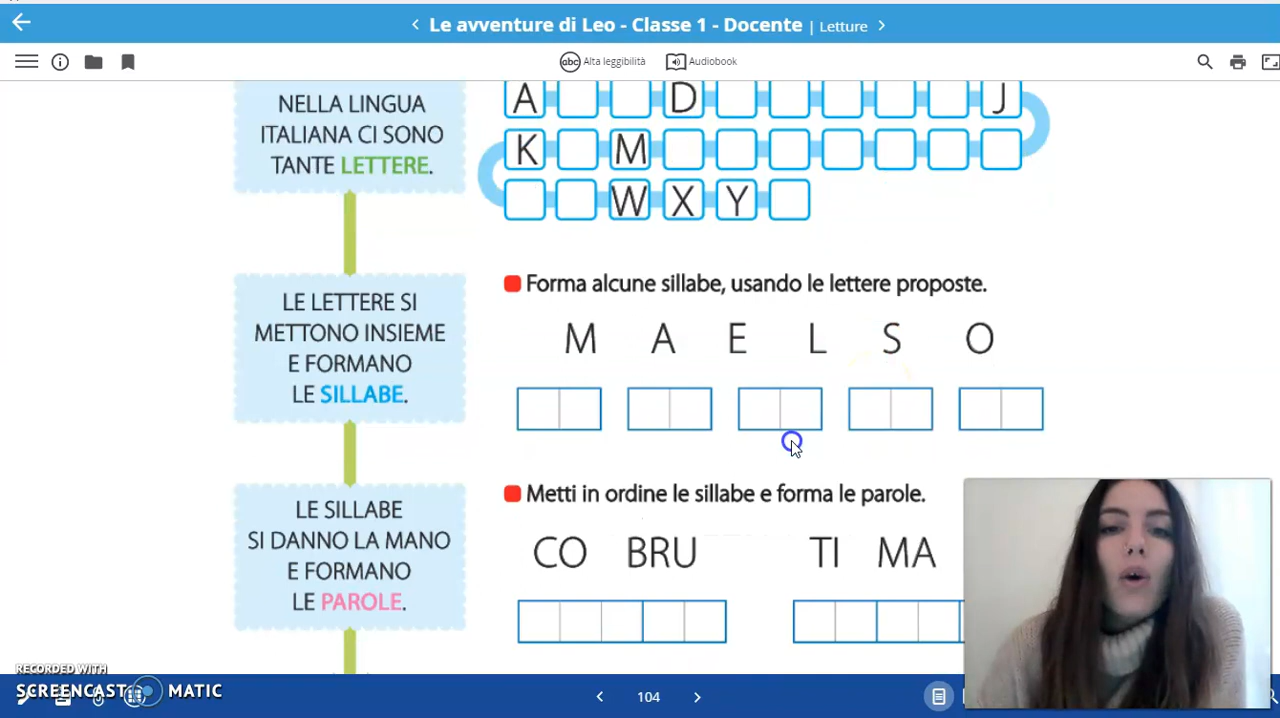 Le avventure di Leo - Classe 1 - Docente | Letture
abc Alta leggibilità Audiobook
NELLA LINGUA
ITALIANA CI SONO
TANTE LETTERE.
A D J
K M
W X Y
LE LETTERE SI
METTONO INSIEME
E FORMANO
LE SILLABE.
Forma alcune sillabe, usando le lettere proposte.
M A E L S O
LE SILLABE
SI DANNO LA MANO
E FORMANO
LE PAROLE.
Metti in ordine le sillabe e forma le parole.
CO BRU TI MA
RECORDED WITH
SCREENCAST MATIC
104